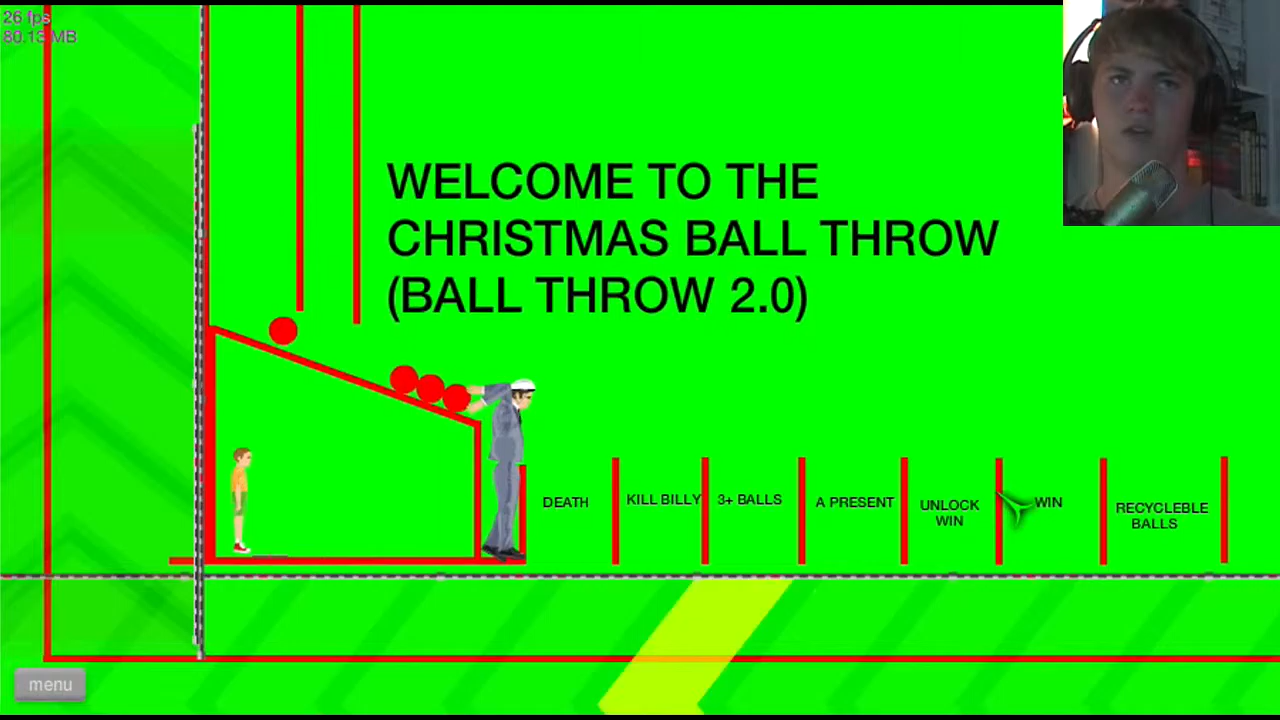 26 fps
80.13 MB
WELCOME TO THE
CHRISTMAS BALL THROW
(BALL THROW 2.0)
DEATH
KILL BILLY
3+ BALLS
A PRESENT
UNLOCK
WIN
WIN
RECYCLEBLE
BALLS
menu